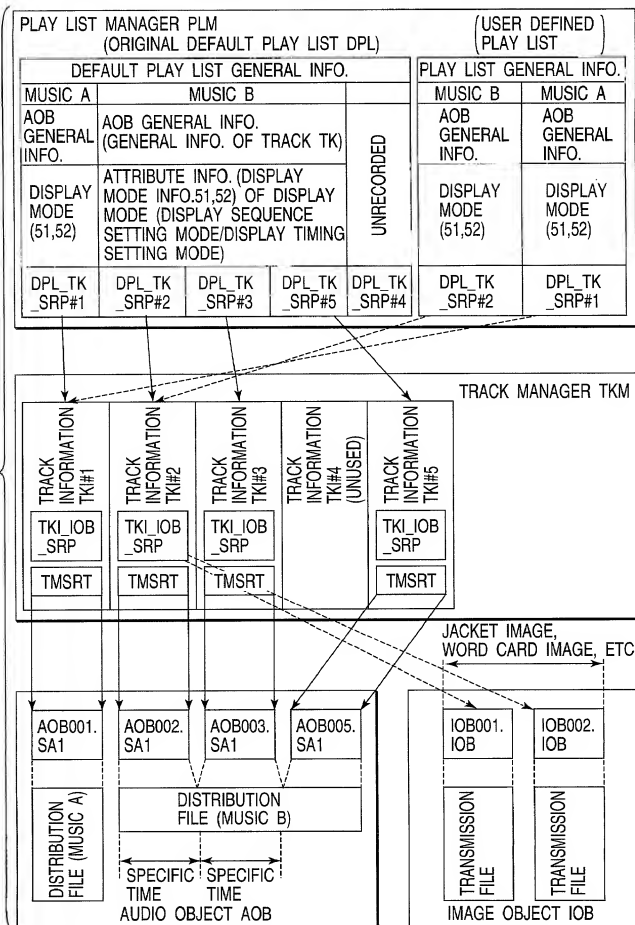 PLAY LIST MANAGER PLM
(ORIGINAL DEFAULT PLAY LIST DPL)
(USER DEFINED
PLAY LIST)
DEFAULT PLAY LIST GENERAL INFO.
PLAY LIST GENERAL INFO.
MUSIC A
MUSIC B
MUSIC B
MUSIC A
AOB
GENERAL
INFO.
AOB GENERAL INFO.
(GENERAL INFO. OF TRACK TK)
UNRECORDED
AOB
GENERAL
INFO.
AOB
GENERAL
INFO.
DISPLAY
MODE
(51,52)
ATTRIBUTE INFO. (DISPLAY
MODE INFO.51,52) OF DISPLAY
MODE (DISPLAY SEQUENCE
SETTING MODE/DISPLAY TIMING
SETTING MODE)
DISPLAY
MODE
(51,52)
DISPLAY
MODE
(51,52)
DPL_TK
_SRP#1
DPL_TK
_SRP#2
DPL_TK
_SRP#3
DPL_TK
_SRP#5
DPL_TK
_SRP#4
DPL_TK
_SRP#2
DPL_TK
_SRP#1
TRACK MANAGER TKM
TRACK
INFORMATION
TKI#1
TRACK
INFORMATION
TKI#2
TRACK
INFORMATION
TKI#3
TRACK
INFORMATION
TKI#4
(UNUSED)
TRACK
INFORMATION
TKI#5
TKI_IOB
_SRP
TKI_IOB
_SRP
TKI_IOB
_SRP
TKI_IOB
_SRP
TMSRT
TMSRT
TMSRT
TMSRT
JACKET IMAGE,
WORD CARD IMAGE, ETC
AOB001.
SA1
AOB002.
SA1
AOB003.
SA1
AOB005.
SA1
IOB001.
IOB
IOB002.
IOB
DISTRIBUTION
FILE (MUSIC A)
DISTRIBUTION
FILE (MUSIC B)
TRANSMISSION
FILE
TRANSMISSION
FILE
SPECIFIC
TIME
SPECIFIC
TIME
AUDIO OBJECT AOB
IMAGE OBJECT IOB